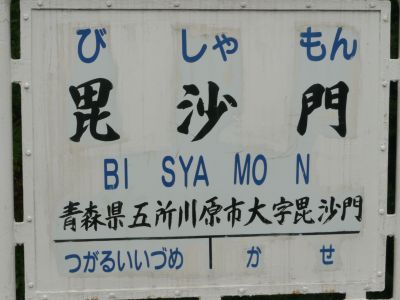 びしゃもん
毘沙門
BI SYA MO N
青森県五所川原市大字毘沙門
つがるいいづめ かせ